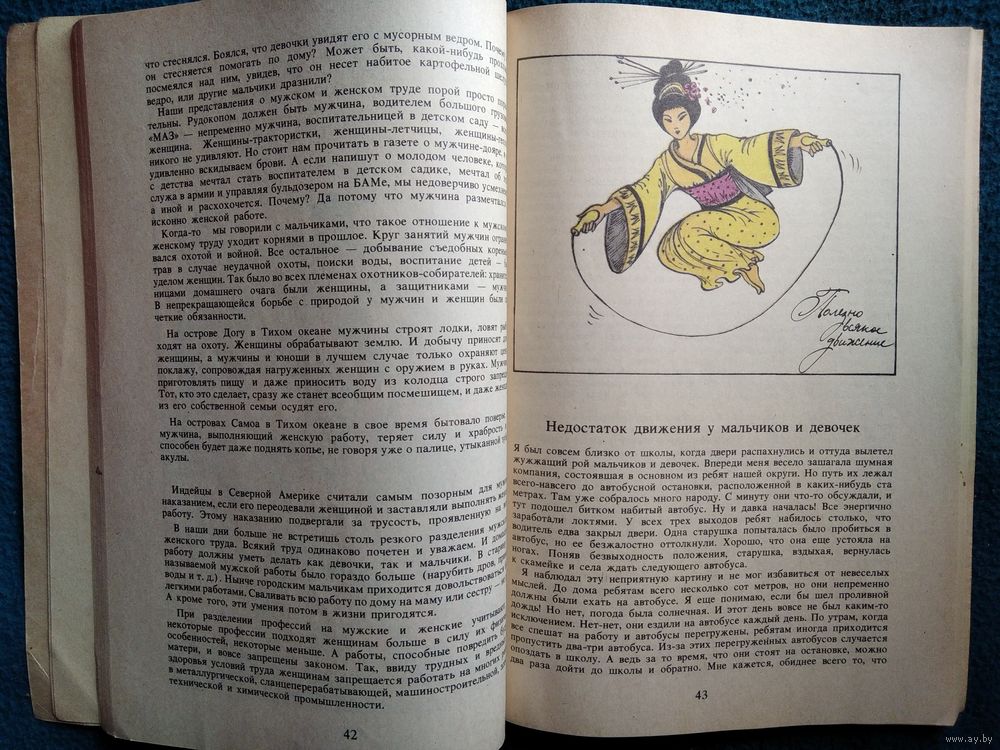 что стеснялся. Боялся, что девочки увидят его с мусорным ведром.
он стесняется помогать по дому? Может быть, какой-нибудь
посмеялся над ним, увидев, что он несет набитое картофельной
ведро, или другие мальчики дразнили?
Наши представления о мужском и женском труде порой просто
тельны. Рудокопом должен быть мужчина, водителем большого
«МАЗ» — непременно мужчина, воспитательницей в детском саду —
женщина. Женщины-трактористки, женщины-летчицы,
никого не удивляют. Но стоит нам прочитать в газете о мужчине-дояре,
удивленно вскидываем брови. А если напишут о молодом человеке,
с детства мечтал стать воспитателем в детском садике, мечтал об
служа в армии и управляя бульдозером на БАМе, мы недоверчиво
а иной и расхохочется. Почему? Да потому что мужчина размечтался
исконно женской работе.
Когда-то мы говорили с мальчиками, что такое отношение к
женскому труду уходит корнями в прошлое. Круг занятий мужчин
вался охотой и войной. Все остальное — добывание съедобных
трав в случае неудачной охоты, поиски воды, воспитание детей —
уделом женщин. Так было во всех племенах охотников-собирателей:
ницами домашнего очага были женщины, а защитниками —
В непрекращающейся борьбе с природой у мужчин и женщин были
четкие обязанности.
На острове Догу в Тихом океане мужчины строят лодки, ловят
ходят на охоту. Женщины обрабатывают землю. И добычу приносят
женщины, а мужчины и юноши в лучшем случае только охраняют
поклажу, сопровождая нагруженных женщин с оружием в руках.
приготовлять пищу и даже приносить воду из колодца строго
Тот, кто это сделает, сразу же станет всеобщим посмешищем, и даже
из его собственной семьи осудят его.
На островах Самоа в Тихом океане в свое время бытовало
мужчина, выполняющий женскую работу, теряет силу и храбрость
способен будет даже поднять копье, не говоря уже о палице, утыканной
акулы.
Индейцы в Северной Америке считали самым позорным для
наказанием, если его переодевали женщиной и заставляли выполнять
работу. Этому наказанию подвергали за трусость, проявленную на
В наши дни больше не встретишь столь резкого разделения
женского труда. Всякий труд одинаково почетен и уважаем. И
работу должны уметь делать как девочки, так и мальчики. В
называемой мужской работы было гораздо больше (нарубить дров,
воды и т. д.). Нынче городским мальчикам приходится довольствоваться
легкими работами. Сваливать всю работу по дому на маму или сестру
А кроме того, эти умения потом в жизни пригодятся.
При разделении профессий на мужские и женские учитывают,
некоторые профессии подходят женщинам больше в силу их
особенностей, некоторые меньше. А работы, способные повредить
матери, и вовсе запрещены законом. Так, ввиду трудных и
здоровья условий труда женщинам запрещается работать на многих
в металлургической, сланцеперерабатывающей, машиностроительной,
технической и химической промышленности.
42
Полезно
всякое
движение
Недостаток движения у мальчиков и девочек
Я был совсем близко от школы, когда двери распахнулись и оттуда вылетел
жужжащий рой мальчиков и девочек. Впереди меня весело зашагала шумная
компания, состоявшая в основном из ребят нашей округи. Но путь их лежал
всего-навсего до автобусной остановки, расположенной в каких-нибудь ста
метрах. Там уже собралось много народу. С минуту они что-то обсуждали, и
тут подошел битком набитый автобус. Ну и давка началась! Все энергично
заработали локтями. У всех трех выходов ребят набилось столько, что
водитель едва закрыл двери. Одна старушка попыталась было пробиться в
автобус, но ее безжалостно оттолкнули. Хорошо, что она еще устояла на
ногах. Поняв безвыходность положения, старушка, вздыхая, вернулась
к скамейке и села ждать следующего автобуса.
Я наблюдал эту неприятную картину и не мог избавиться от невеселых
мыслей. До дома ребятам всего несколько сот метров, но они непременно
должны были ехать на автобусе. Я еще понимаю, если бы шел проливной
дождь! Но нет, погода была солнечная. И этот день вовсе не был каким-то
исключением. Нет-нет, они ездили на автобусе каждый день. По утрам, когда
все спешат на работу и автобусы перегружены, ребятам иногда приходится
пропустить два-три автобуса. Из-за этих перегруженных автобусов случается
опоздать в школу. А ведь за то время, что они стоят на остановке, можно
два раза дойти до школы и обратно. Мне кажется, обиднее всего то, что
43
www.ay.by